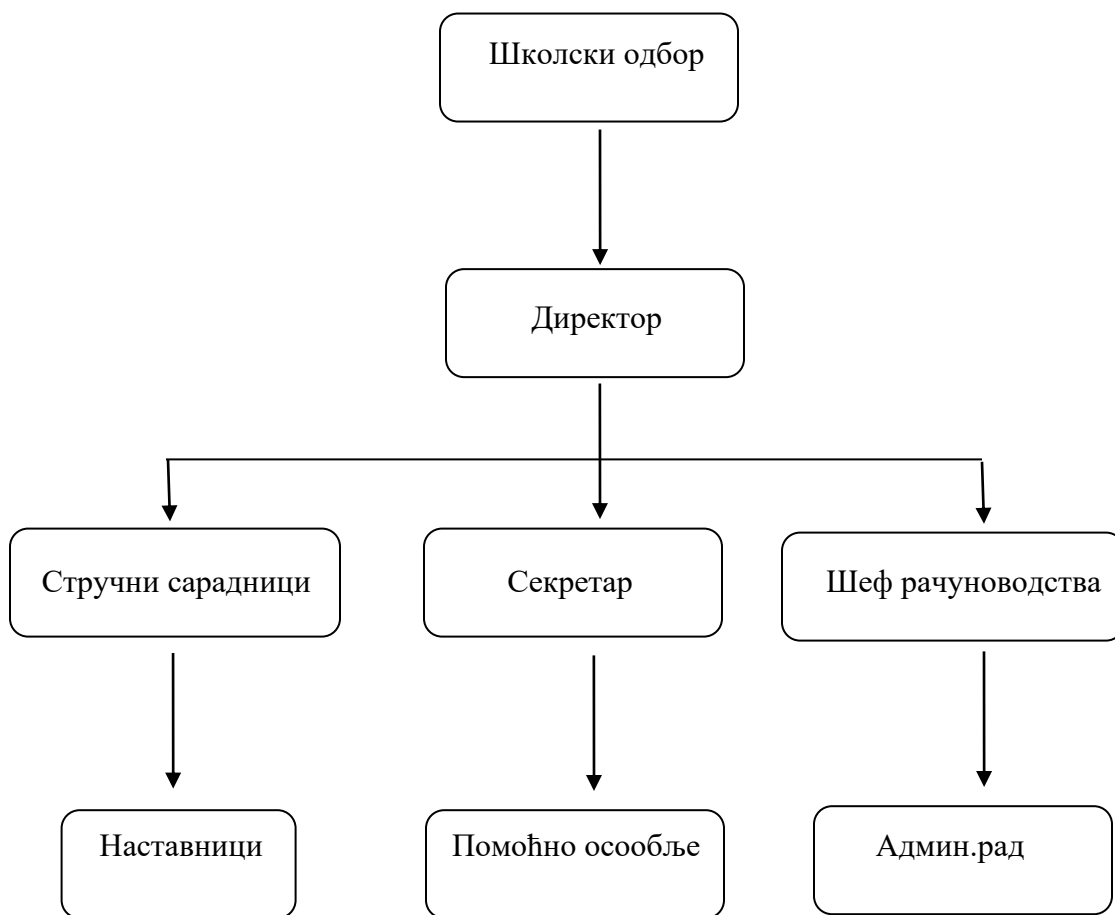 Школски одбор
Директор
Стручни сарадници
Секретар
Шеф рачуноводства
Наставници
Помоћно осообље
Админ.рад